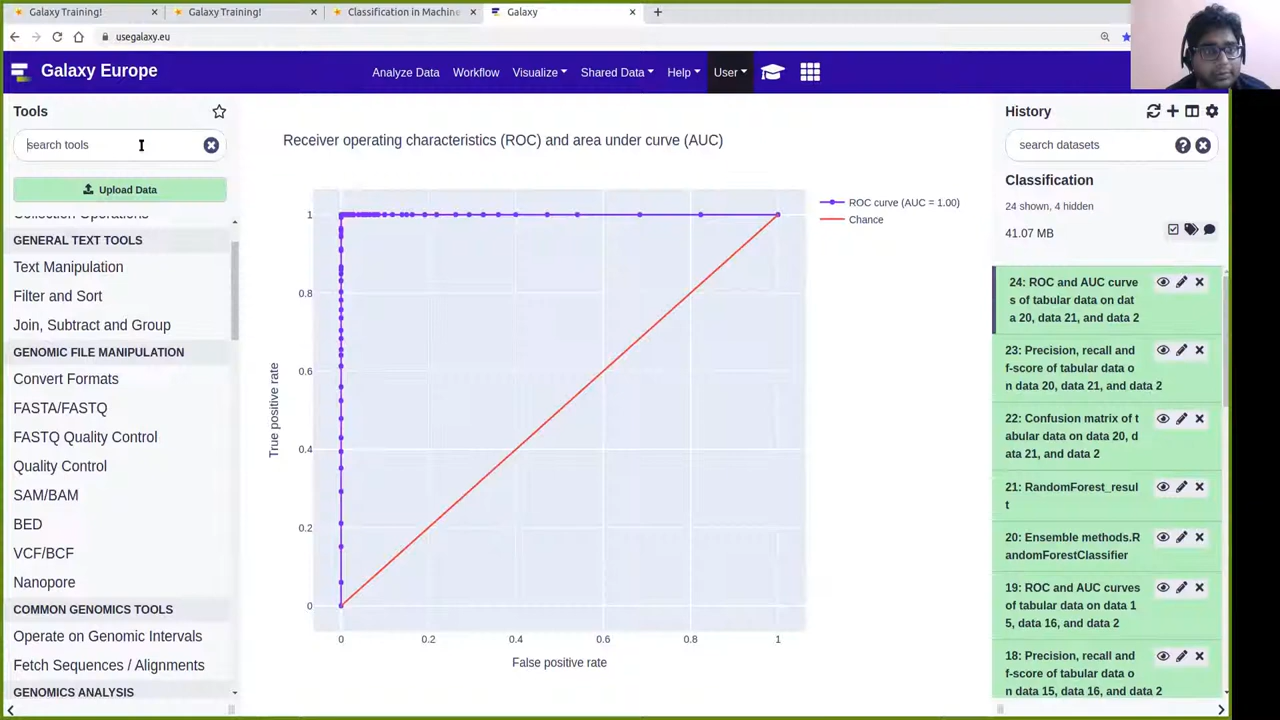 Galaxy Training!
Galaxy Training!
Classification in Machine
Galaxy
usegalaxy.eu
Galaxy Europe
Analyze Data
Workflow
Visualize
Shared Data
Help
User
Tools
search tools
Upload Data
Collection Operations
GENERAL TEXT TOOLS
Text Manipulation
Filter and Sort
Join, Subtract and Group
GENOMIC FILE MANIPULATION
Convert Formats
FASTA/FASTQ
FASTQ Quality Control
Quality Control
SAM/BAM
BED
VCF/BCF
Nanopore
COMMON GENOMICS TOOLS
Operate on Genomic Intervals
Fetch Sequences / Alignments
GENOMICS ANALYSIS
Receiver operating characteristics (ROC) and area under curve (AUC)
ROC curve (AUC = 1.00)
Chance
True positive rate
1
0.8
0.6
0.4
0.2
0
0
0.2
0.4
0.6
0.8
1
False positive rate
History
search datasets
Classification
24 shown, 4 hidden
41.07 MB
24: ROC and AUC curve
s of tabular data on dat
a 20, data 21, and data 2
23: Precision, recall and
f-score of tabular data o
n data 20, data 21, and data 2
22: Confusion matrix of t
abular data on data 20, d
ata 21, and data 2
21: RandomForest_resul
t
20: Ensemble methods.R
andomForestClassifier
19: ROC and AUC curves
of tabular data on data 1
5, data 16, and data 2
18: Precision, recall and
f-score of tabular data o
n data 15, data 16, and data 2